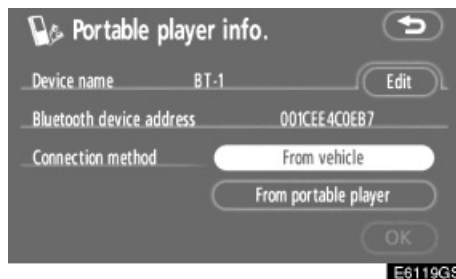 Portable player info.
Device name BT-1 Edit
Bluetooth device address 001CEE4C0EB7
Connection method From vehicle
From portable player
OK
E6119GS